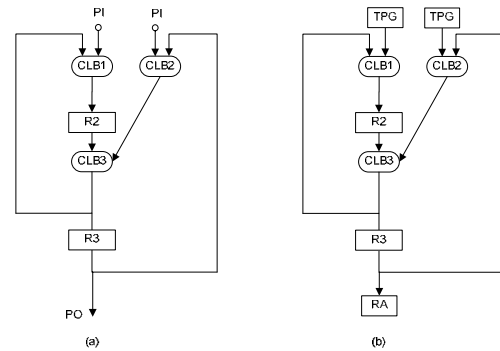 PI PI
CLB1 CLB2
R2
CLB3
R3
PO
(a)
TPG TPG
CLB1 CLB2
R2
CLB3
R3
RA
(b)